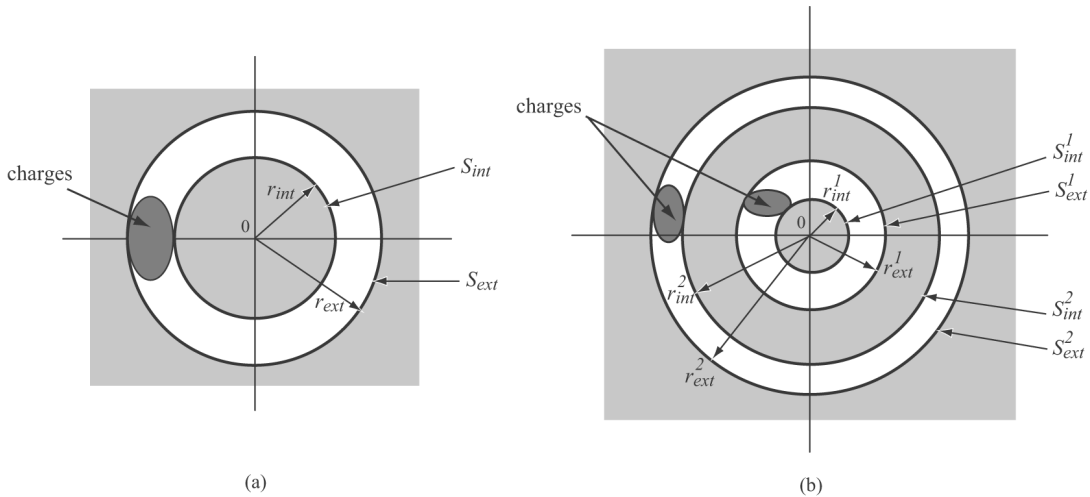 charges
0
r_int
r_ext
S_int
S_ext
(a)
charges
0
r^1_int
r^1_ext
r^2_int
r^2_ext
S^1_int
S^1_ext
S^2_int
S^2_ext
(b)